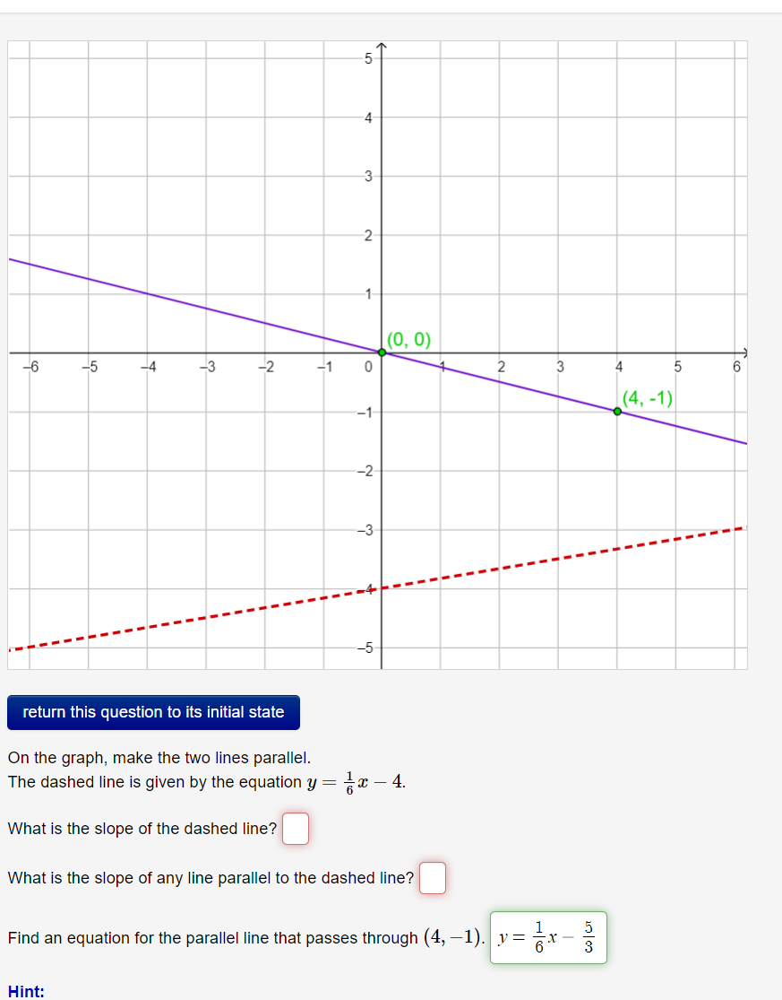 5
4
3
2
1
(0, 0)
–6 –5 –4 –3 –2 –1 0 1 2 3 4 5 6
(4, -1)
–1
–2
–3
–4
–5
return this question to its initial state
On the graph, make the two lines parallel.
The dashed line is given by the equation y = 1/6 x − 4.
What is the slope of the dashed line?
What is the slope of any line parallel to the dashed line?
Find an equation for the parallel line that passes through (4, −1). y = 1/6 x − 5/3
Hint: